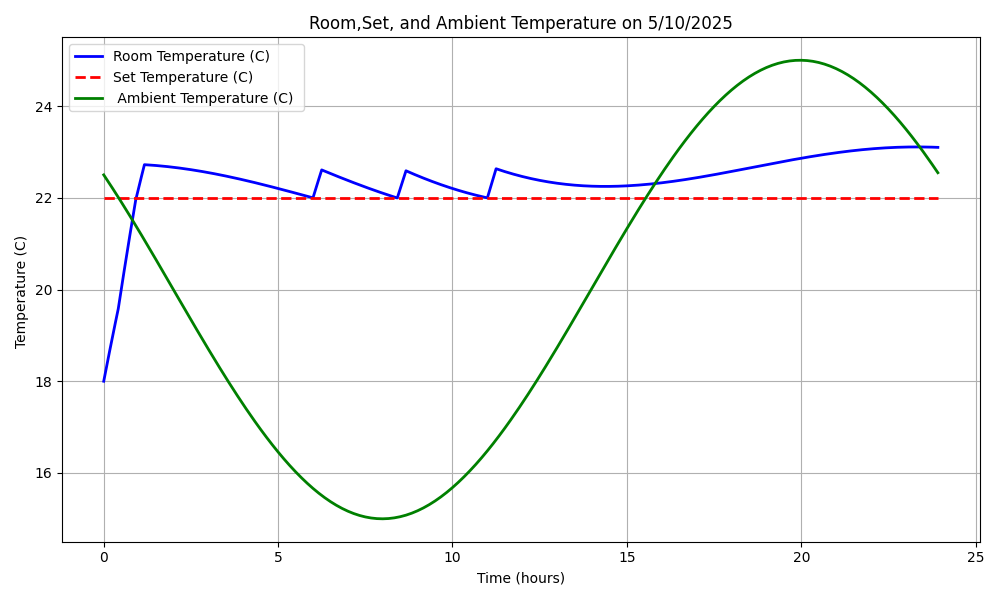 Room,Set, and Ambient Temperature on 5/10/2025
Room Temperature (C)
Set Temperature (C)
Ambient Temperature (C)
24
22
20
18
16
Temperature (C)
0 5 10 15 20 25
Time (hours)